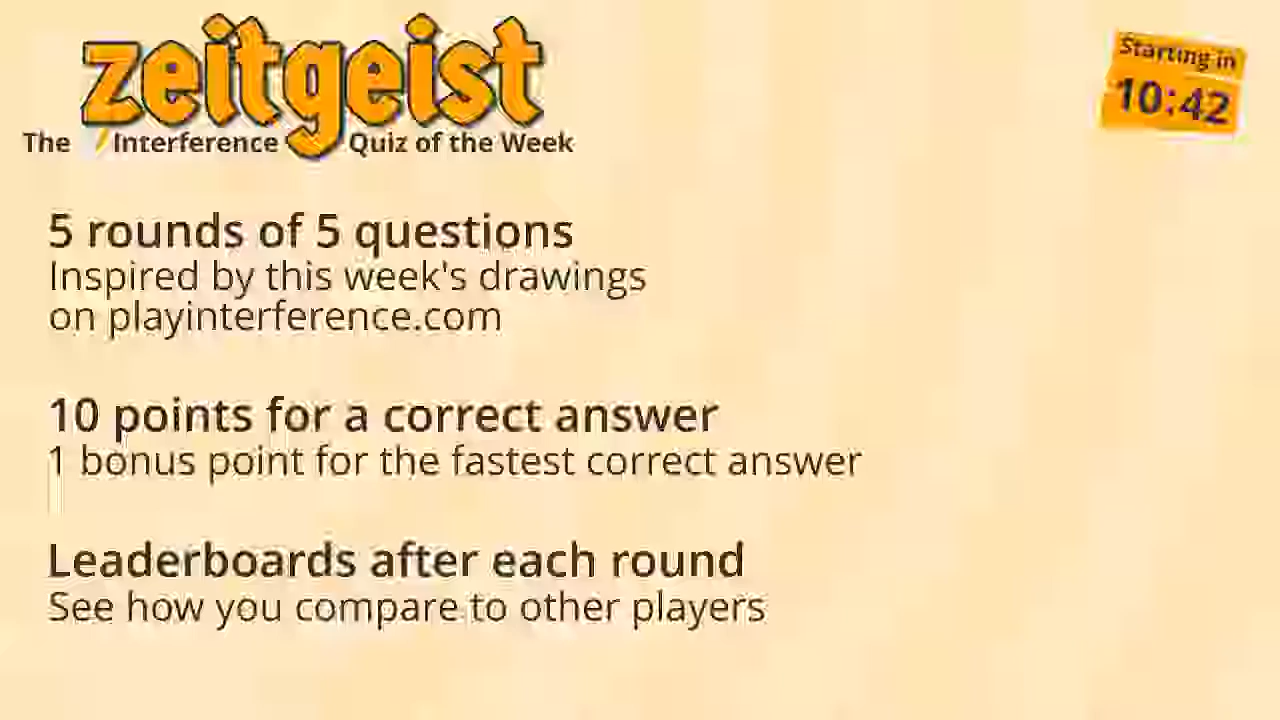 zeitgeist
The Interference Quiz of the Week
Starting in
10:42
5 rounds of 5 questions
Inspired by this week's drawings
on playinterference.com
10 points for a correct answer
1 bonus point for the fastest correct answer
Leaderboards after each round
See how you compare to other players